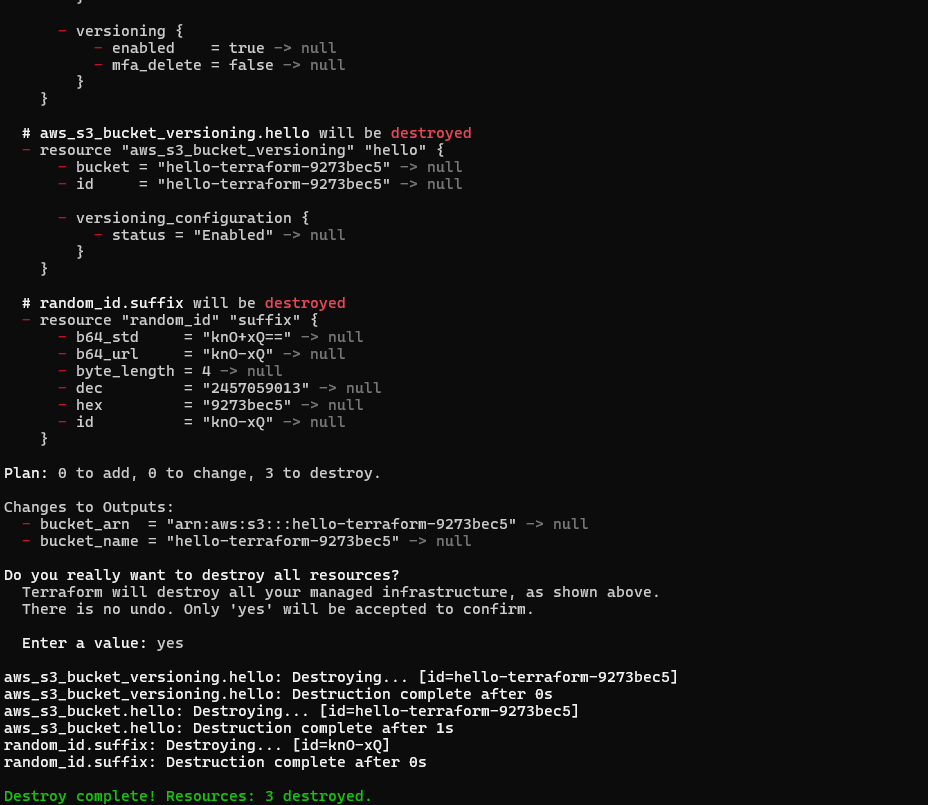 }
- versioning {
- enabled    = true -> null
- mfa_delete = false -> null
}
}
# aws_s3_bucket_versioning.hello will be destroyed
- resource "aws_s3_bucket_versioning" "hello" {
- bucket = "hello-terraform-9273bec5" -> null
- id     = "hello-terraform-9273bec5" -> null
- versioning_configuration {
- status = "Enabled" -> null
}
}
# random_id.suffix will be destroyed
- resource "random_id" "suffix" {
- b64_std     = "knO+xQ==" -> null
- b64_url     = "knO-xQ" -> null
- byte_length = 4 -> null
- dec         = "2457059013" -> null
- hex         = "9273bec5" -> null
- id          = "knO-xQ" -> null
}
Plan: 0 to add, 0 to change, 3 to destroy.
Changes to Outputs:
- bucket_arn  = "arn:aws:s3:::hello-terraform-9273bec5" -> null
- bucket_name = "hello-terraform-9273bec5" -> null
Do you really want to destroy all resources?
Terraform will destroy all your managed infrastructure, as shown above.
There is no undo. Only 'yes' will be accepted to confirm.
Enter a value: yes
aws_s3_bucket_versioning.hello: Destroying... [id=hello-terraform-9273bec5]
aws_s3_bucket_versioning.hello: Destruction complete after 0s
aws_s3_bucket.hello: Destroying... [id=hello-terraform-9273bec5]
aws_s3_bucket.hello: Destruction complete after 1s
random_id.suffix: Destroying... [id=knO-xQ]
random_id.suffix: Destruction complete after 0s
Destroy complete! Resources: 3 destroyed.